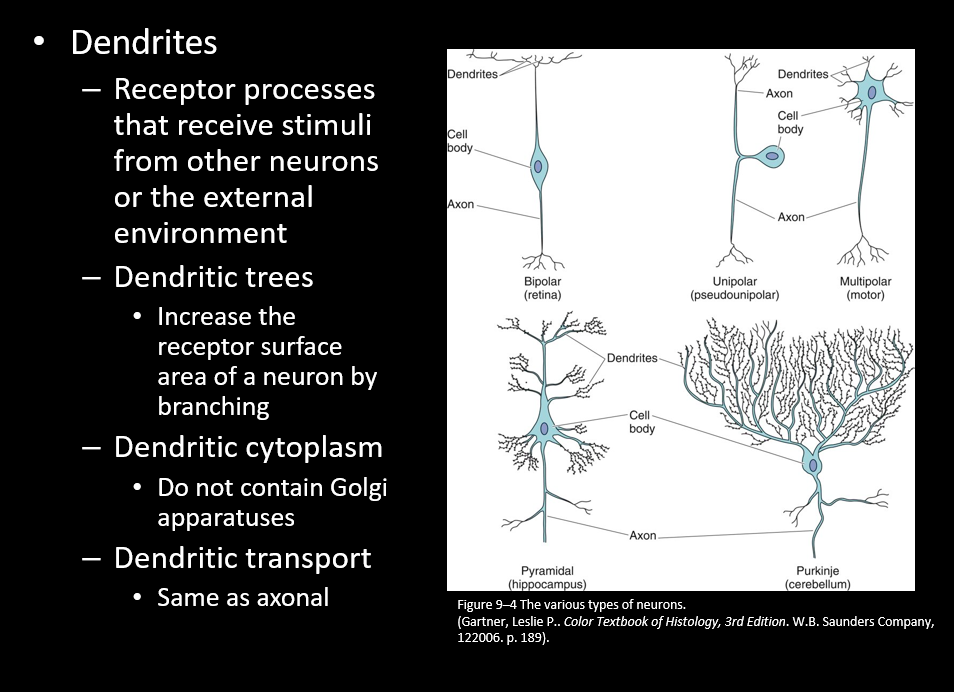 • Dendrites
– Receptor processes
that receive stimuli
from other neurons
or the external
environment
– Dendritic trees
• Increase the
receptor surface
area of a neuron by
branching
– Dendritic cytoplasm
• Do not contain Golgi
apparatuses
– Dendritic transport
• Same as axonal
Dendrites
Cell
body
Axon
Bipolar
(retina)
Axon
Unipolar
(pseudounipolar)
Dendrites
Cell
body
Axon
Multipolar
(motor)
Dendrites
Cell
body
Axon
Pyramidal
(hippocampus)
Purkinje
(cerebellum)
Figure 9–4 The various types of neurons.
(Gartner, Leslie P.. Color Textbook of Histology, 3rd Edition. W.B. Saunders Company,
122006. p. 189).